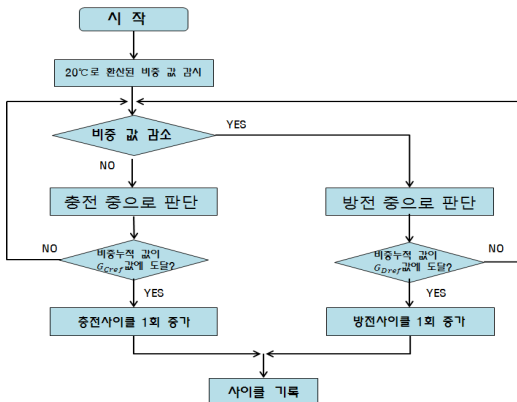 시 작
20℃로 환산된 비중 값 감시
비중 값 감소
YES
NO
충전 중으로 판단
방전 중으로 판단
비중누적 값이
G_Cref 값에 도달?
NO
비중누적 값이
G_Dref 값에 도달?
NO
YES
YES
충전사이클 1회 증가
방전사이클 1회 증가
사이클 기록